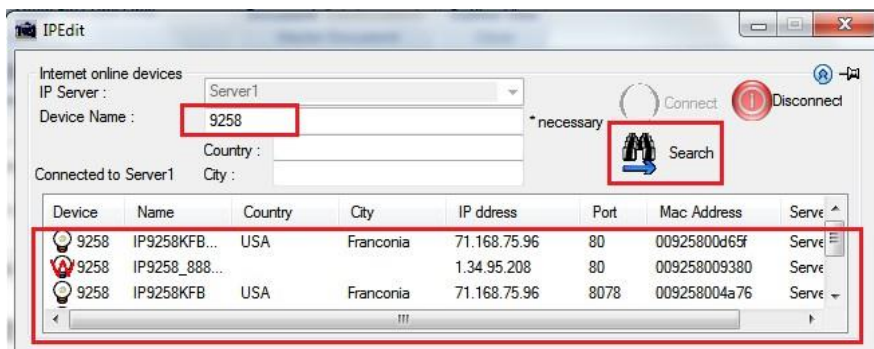 IPEdit
Internet online devices
IP Server : Server1
Connect Disconnect
Device Name : 9258 * necessary
Search
Country :
Connected to Server1 City :
Device Name Country City IP ddress Port Mac Address Serve
9258 IP9258KFB... USA Franconia 71.168.75.96 80 00925800d65f Serve
9258 IP9258_888... 1.34.95.208 80 009258009380 Serve
9258 IP9258KFB USA Franconia 71.168.75.96 8078 009258004a76 Serve